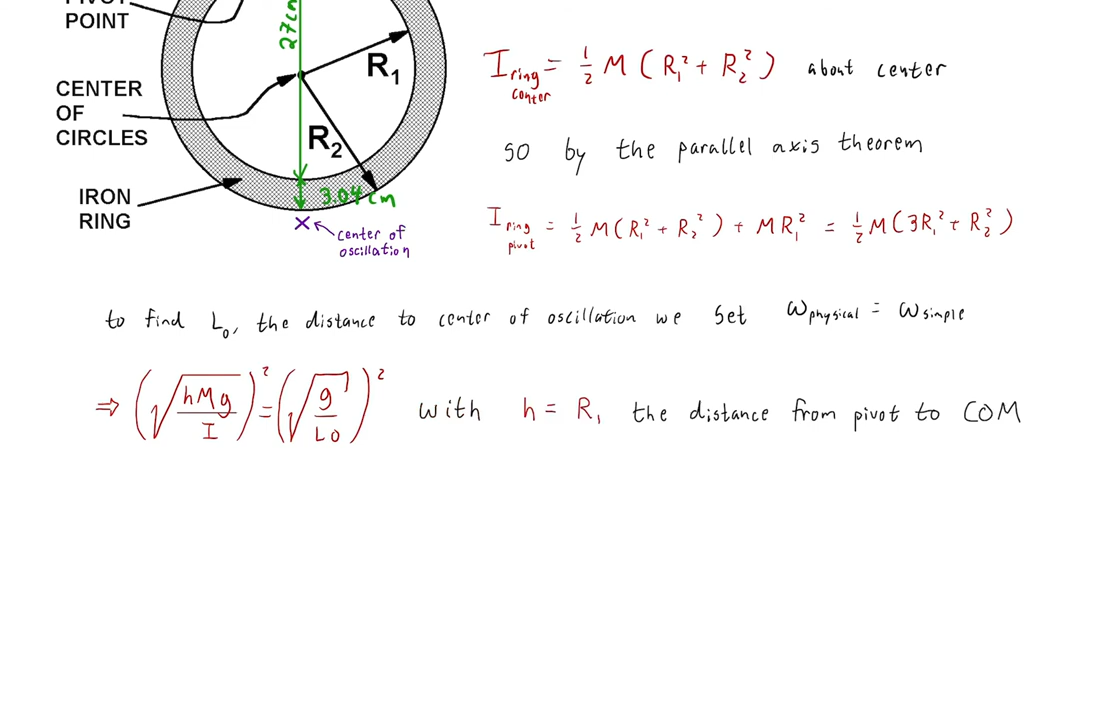 POINT
27cm
R₁
CENTER
OF
CIRCLES
R₂
IRON
RING
3.04cm
× center of
oscillation
I ring center = 1/2 M (R₁² + R₂²) about center
so by the parallel axis theorem
I ring pivot = 1/2 M(R₁² + R₂²) + MR₁² = 1/2 M(3R₁² + R₂²)
to find L₀, the distance to center of oscillation we set ω physical = ω simple
⇒ (√(hMg/I))² = (√(g/L0))² with h = R₁ the distance from pivot to COM